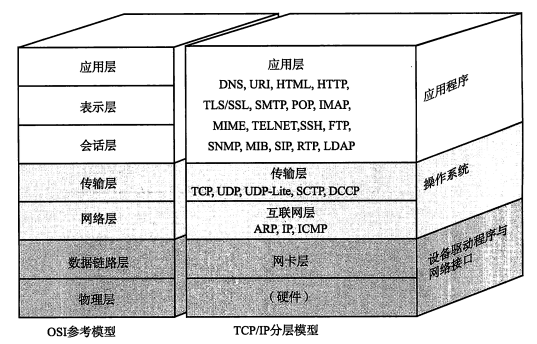 应用层
表示层
会话层
传输层
网络层
数据链路层
物理层
OSI参考模型
应用层
DNS, URI, HTML, HTTP,
TLS/SSL, SMTP, POP, IMAP,
MIME, TELNET,SSH, FTP,
SNMP, MIB, SIP, RTP, LDAP
传输层
TCP, UDP, UDP-Lite, SCTP, DCCP
互联网层
ARP, IP, ICMP
网卡层
（硬件）
TCP/IP分层模型
应用程序
操作系统
设备驱动程序与
网络接口